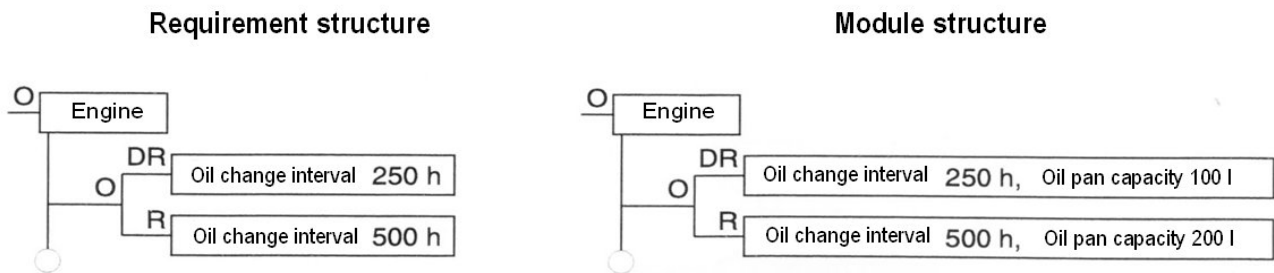 Requirement structure
Module structure
O
Engine
DR
Oil change interval 250 h
O
R
Oil change interval 500 h
O
Engine
DR
Oil change interval 250 h, Oil pan capacity 100 l
O
R
Oil change interval 500 h, Oil pan capacity 200 l